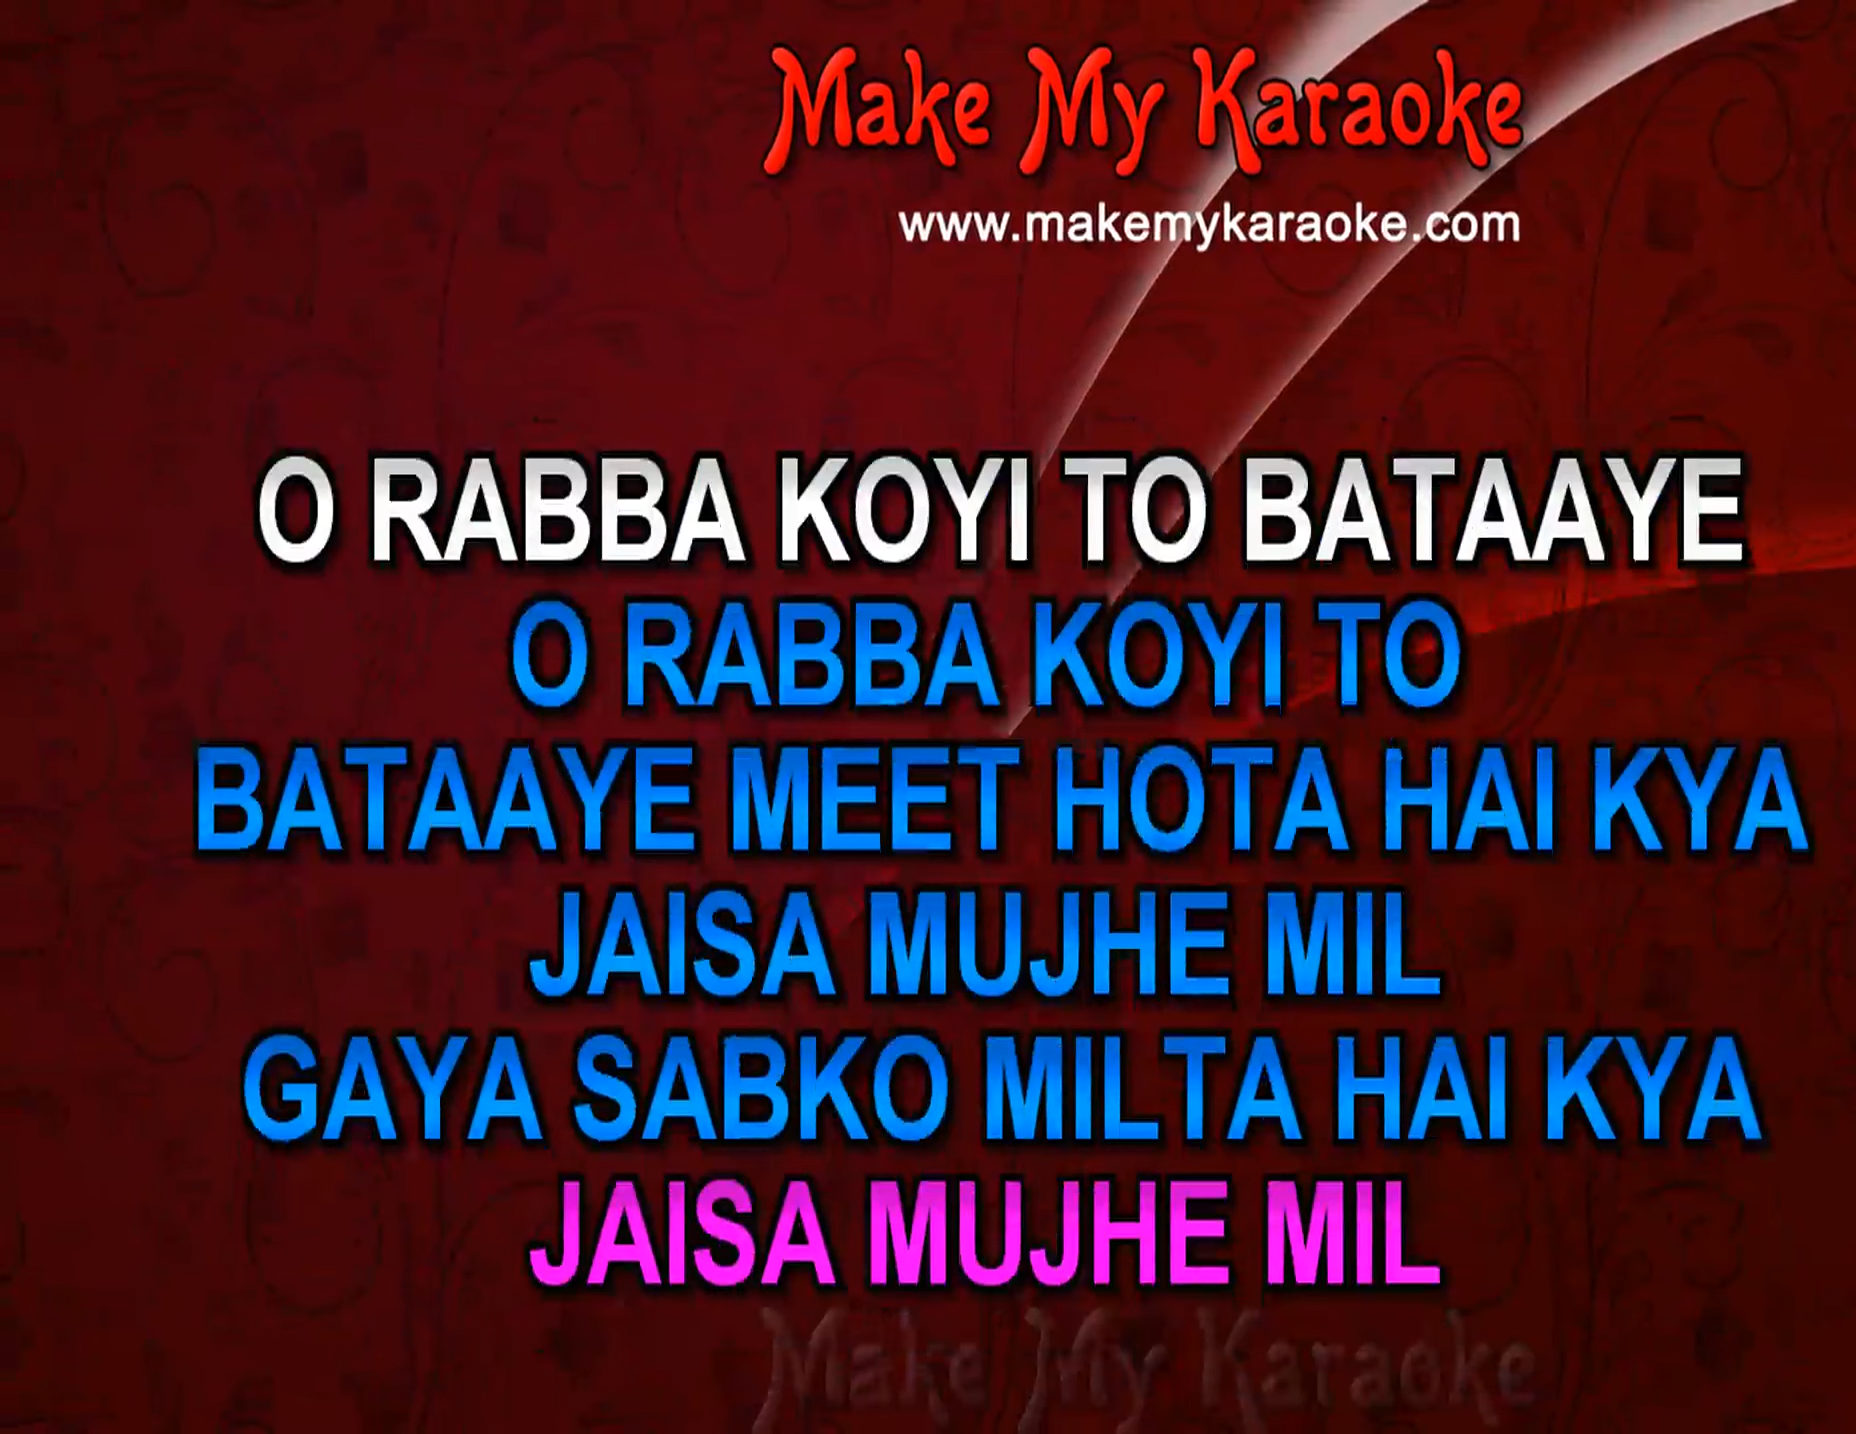 Make My Karaoke
www.makemykaraoke.com
O RABBA KOYI TO BATAAYE
O RABBA KOYI TO
BATAAYE MEET HOTA HAI KYA
JAISA MUJHE MIL
GAYA SABKO MILTA HAI KYA
JAISA MUJHE MIL
Make My Karaoke